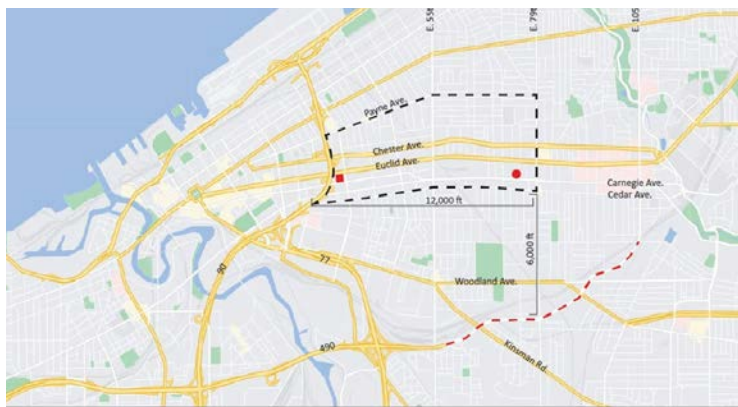 E. 55th
E. 79th
E. 105
Payne Ave.
Chester Ave.
Euclid Ave.
Carnegie Ave.
Cedar Ave.
12,000 ft
6,000 ft
90
77
Woodland Ave.
490
Kinsman Rd.